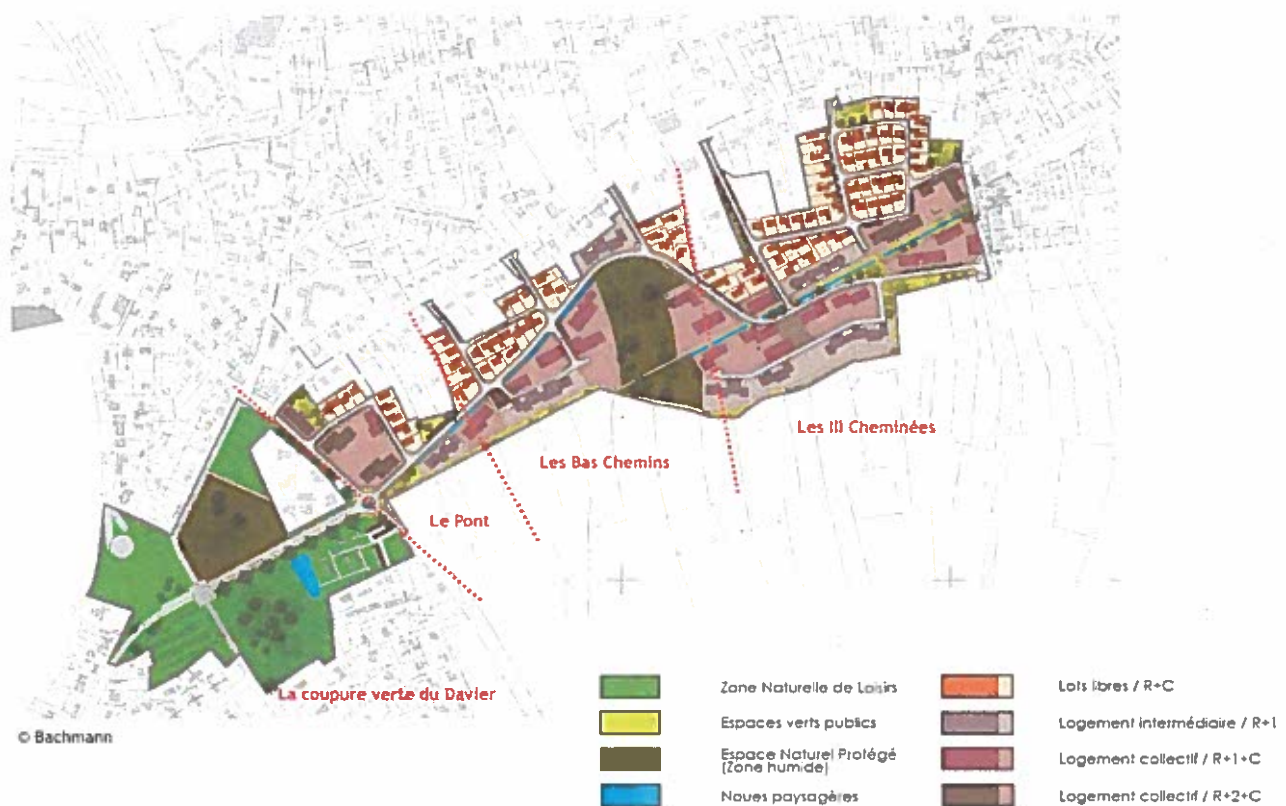 Les III Cheminées
Les Bas Chemins
Le Pont
La coupure verte du Davier
© Bachmann
Zone Naturelle de Loisirs
Espaces verts publics
Espace Naturel Protégé
(Zone humide)
Noues paysagères
Lots libres / R+C
Logement intermédiaire / R+1
Logement collectif / R+1+C
Logement collectif / R+2+C